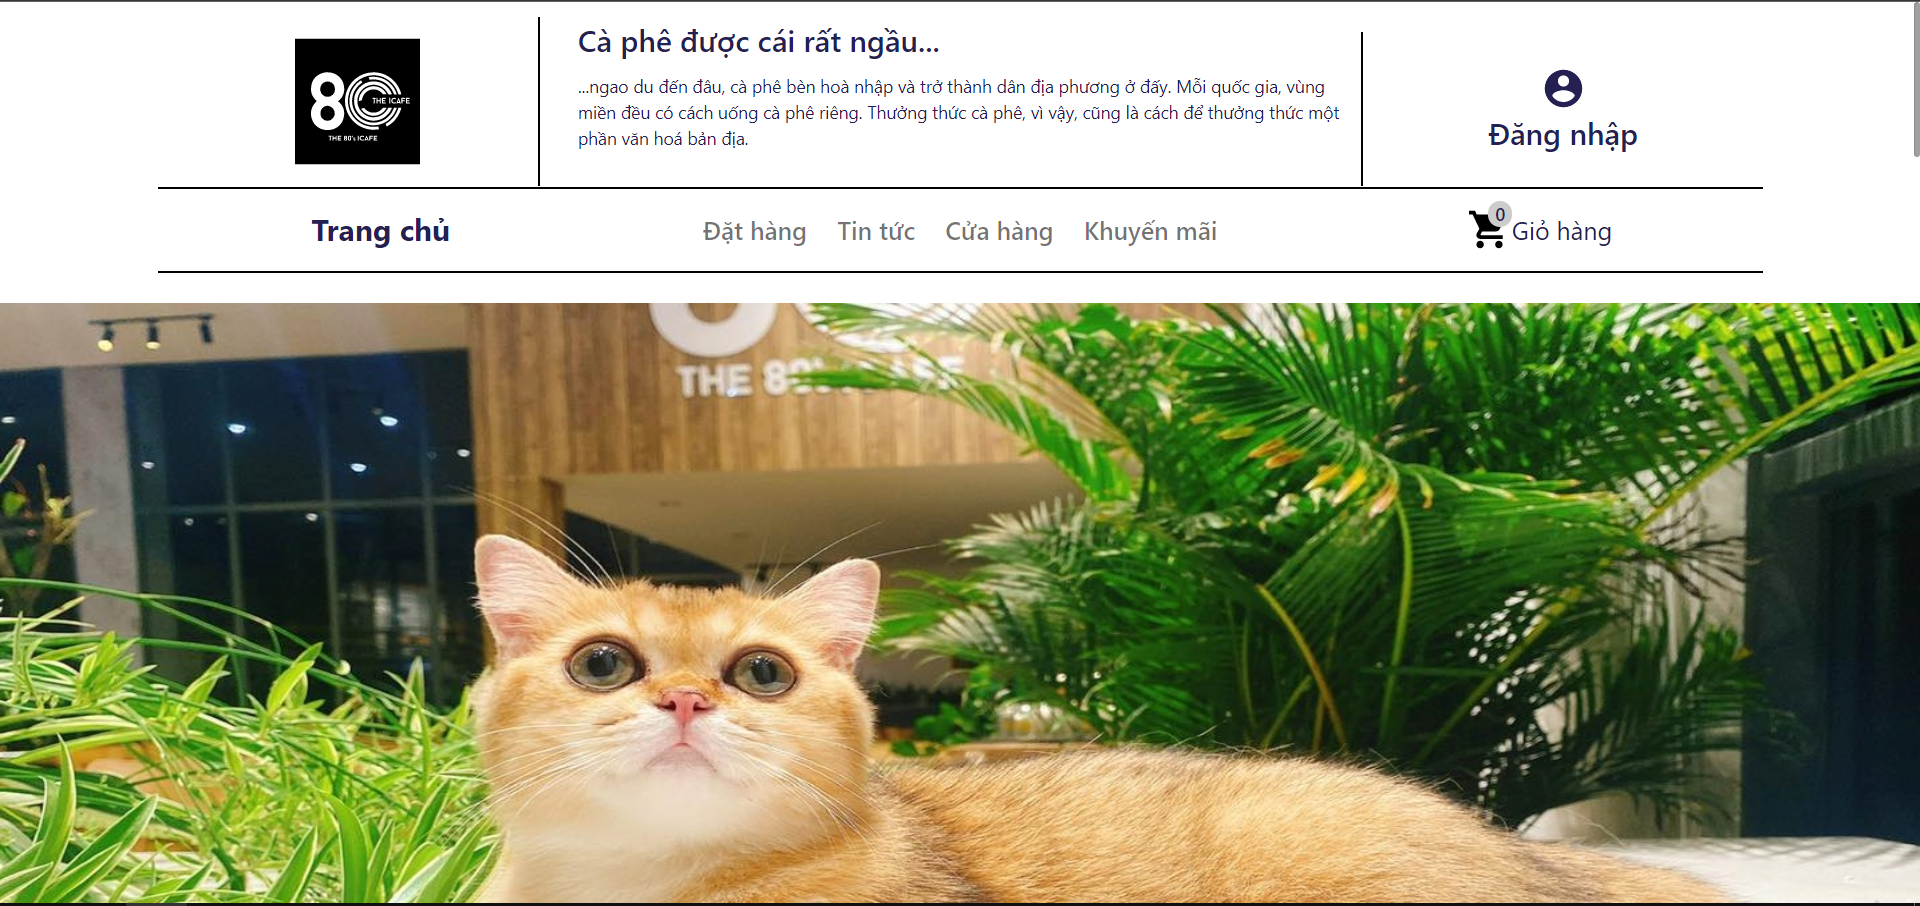 80
THE ICAFE
THE 80's ICAFE
Cà phê được cái rất ngầu...
...ngao du đến đâu, cà phê bèn hoà nhập và trở thành dân địa phương ở đấy. Mỗi quốc gia, vùng
miền đều có cách uống cà phê riêng. Thưởng thức cà phê, vì vậy, cũng là cách để thưởng thức một
phần văn hoá bản địa.
Đăng nhập
Trang chủ
Đặt hàng
Tin tức
Cửa hàng
Khuyến mãi
0
Giỏ hàng
THE 80's